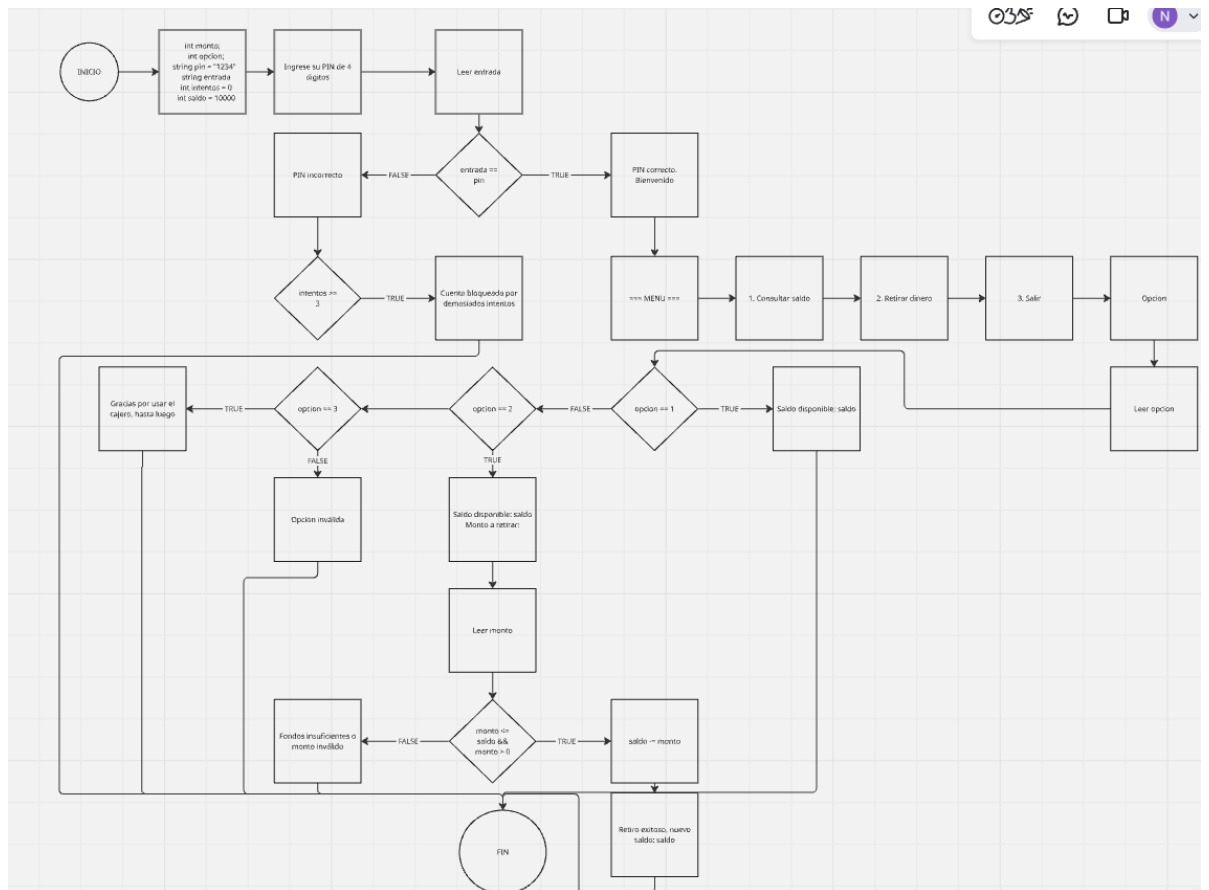 N
INICIO
int monto;
int opcion;
string pin = "1234"
string entrada
int intentos = 0
int saldo = 10000
Ingrese su PIN de 4
digitos
Leer entrada
PIN incorrecto
FALSE
entrada ==
pin
TRUE
PIN correcto.
Bienvenido
intentos >=
3
TRUE
Cuenta bloqueada por
demasiados intentos
=== MENU ===
1. Consultar saldo
2. Retirar dinero
3. Salir
Opcion
Gracias por usar el
cajero, hasta luego
TRUE
opcion == 3
opcion == 2
FALSE
opcion == 1
TRUE
Saldo disponible: saldo
Leer opcion
FALSE
TRUE
Opcion inválida
Saldo disponible: saldo
Monto a retirar:
Leer monto
Fondos insuficientes o
monto inválido
FALSE
monto <=
saldo &&
monto > 0
TRUE
saldo -= monto
FIN
Retiro exitoso, nuevo
saldo: saldo